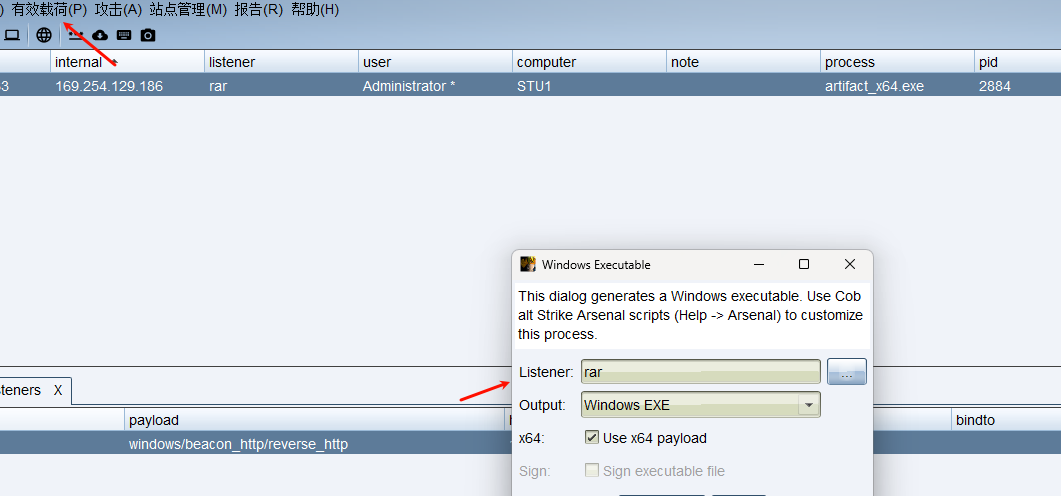 ) 有效载荷(P) 攻击(A) 站点管理(M) 报告(R) 帮助(H)
internal listener user computer note process pid
3 169.254.129.186 rar Administrator * STU1 artifact_x64.exe 2884
Windows Executable
This dialog generates a Windows executable. Use Cob
alt Strike Arsenal scripts (Help -> Arsenal) to customize
this process.
Listener: rar ...
steners X
Output: Windows EXE
payload bindto
x64: Use x64 payload
windows/beacon_http/reverse_http
Sign: Sign executable file